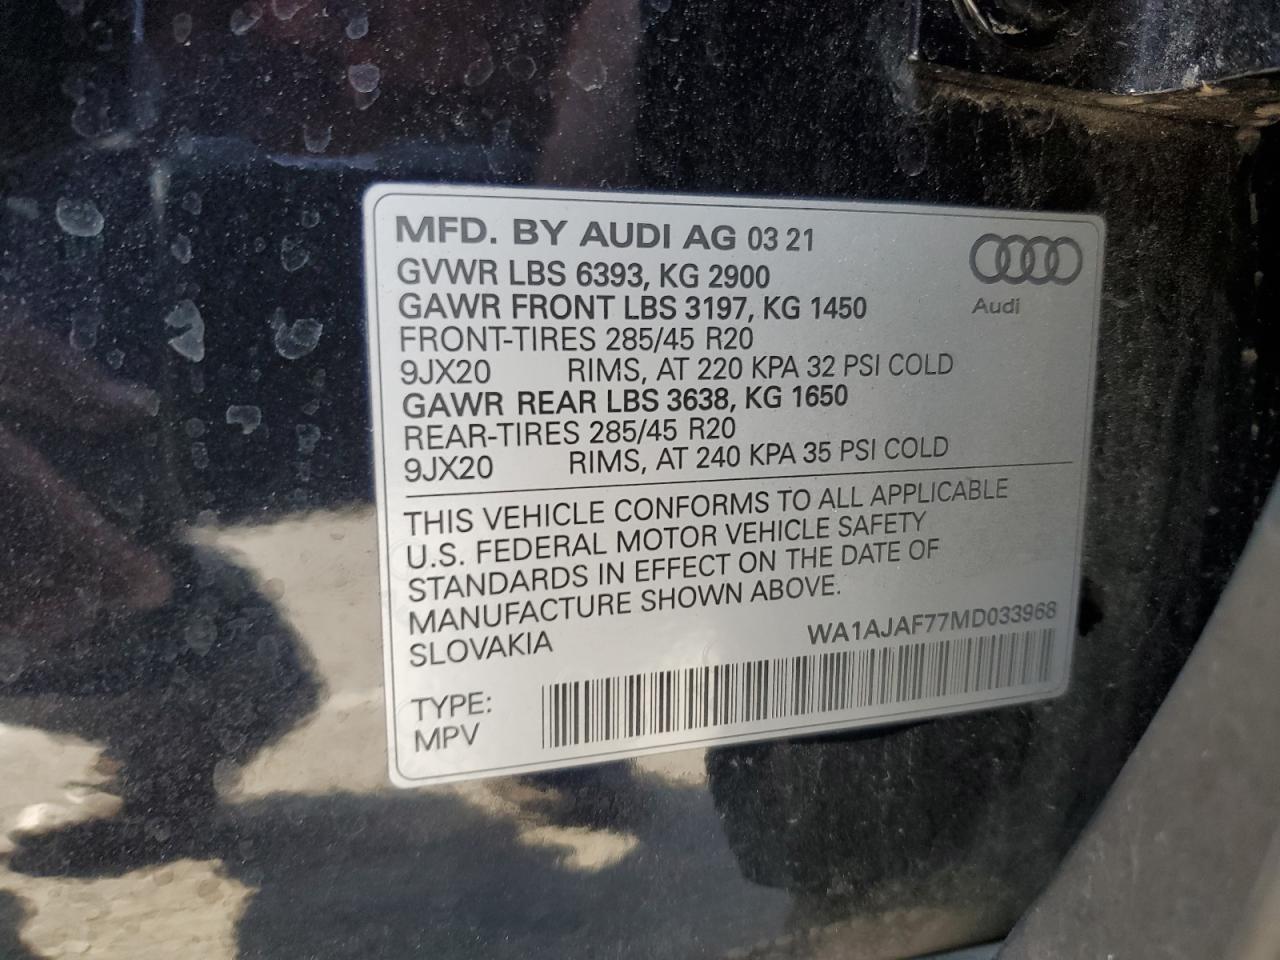 MFD. BY AUDI AG 03 21
GVWR LBS 6393, KG 2900
GAWR FRONT LBS 3197, KG 1450
FRONT-TIRES 285/45 R20
9JX20 RIMS, AT 220 KPA 32 PSI COLD
GAWR REAR LBS 3638, KG 1650
REAR-TIRES 285/45 R20
9JX20 RIMS, AT 240 KPA 35 PSI COLD
Audi
THIS VEHICLE CONFORMS TO ALL APPLICABLE
U.S. FEDERAL MOTOR VEHICLE SAFETY
STANDARDS IN EFFECT ON THE DATE OF
MANUFACTURE SHOWN ABOVE.
SLOVAKIA
WA1AJAF77MD033968
TYPE:
MPV